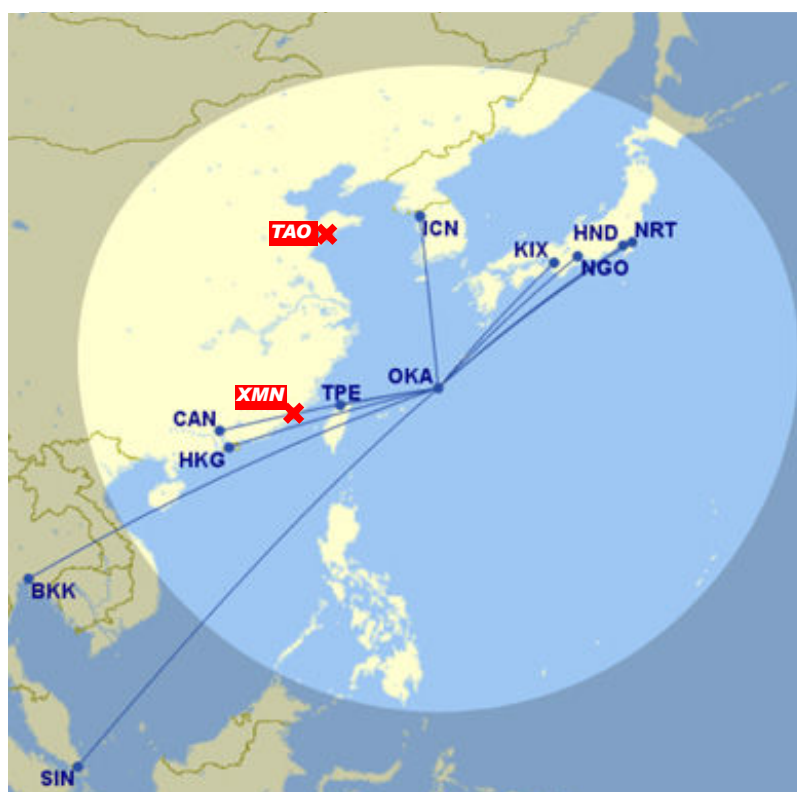 ICN
TAO
HND
NRT
KIX
NGO
OKA
XMN
TPE
CAN
HKG
BKK
SIN